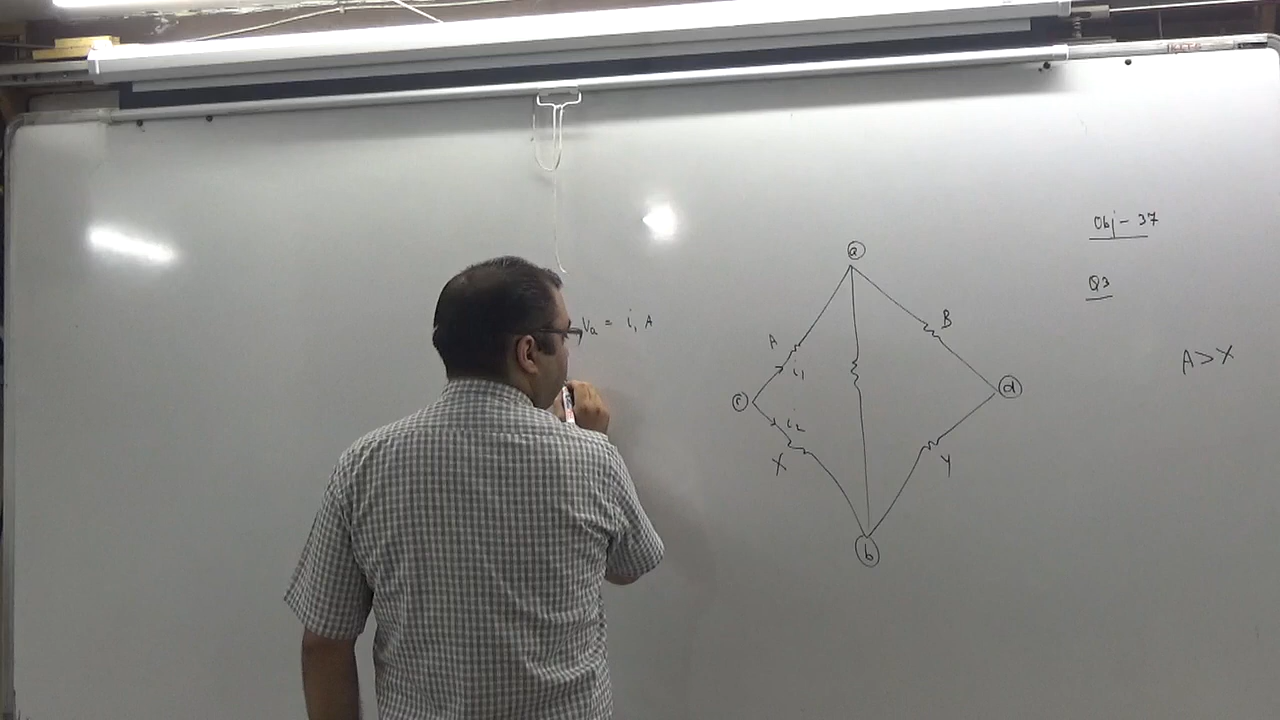 Obj - 37
Q3
a
B
Va = i₁ A
A
i₁
A > X
d
c
i₂
X
Y
b